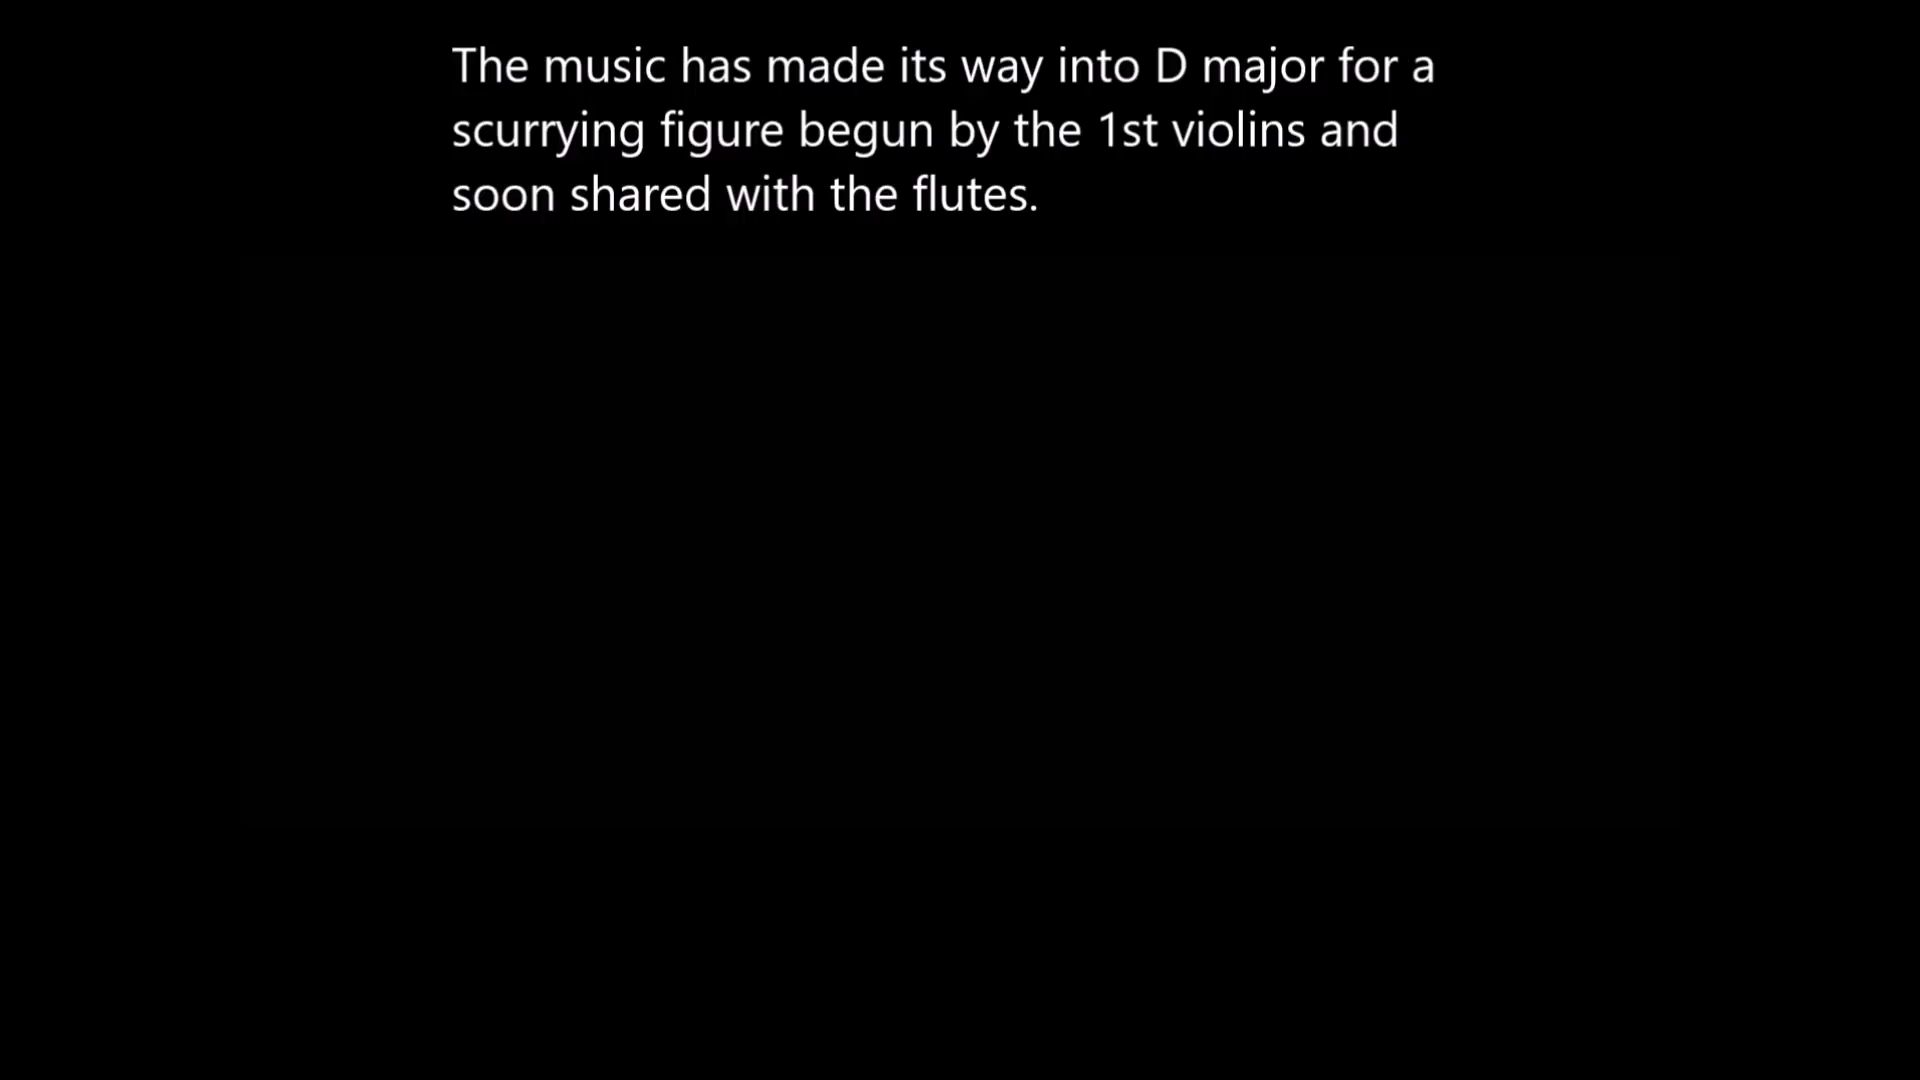 The music has made its way into D major for a
scurrying figure begun by the 1st violins and
soon shared with the flutes.